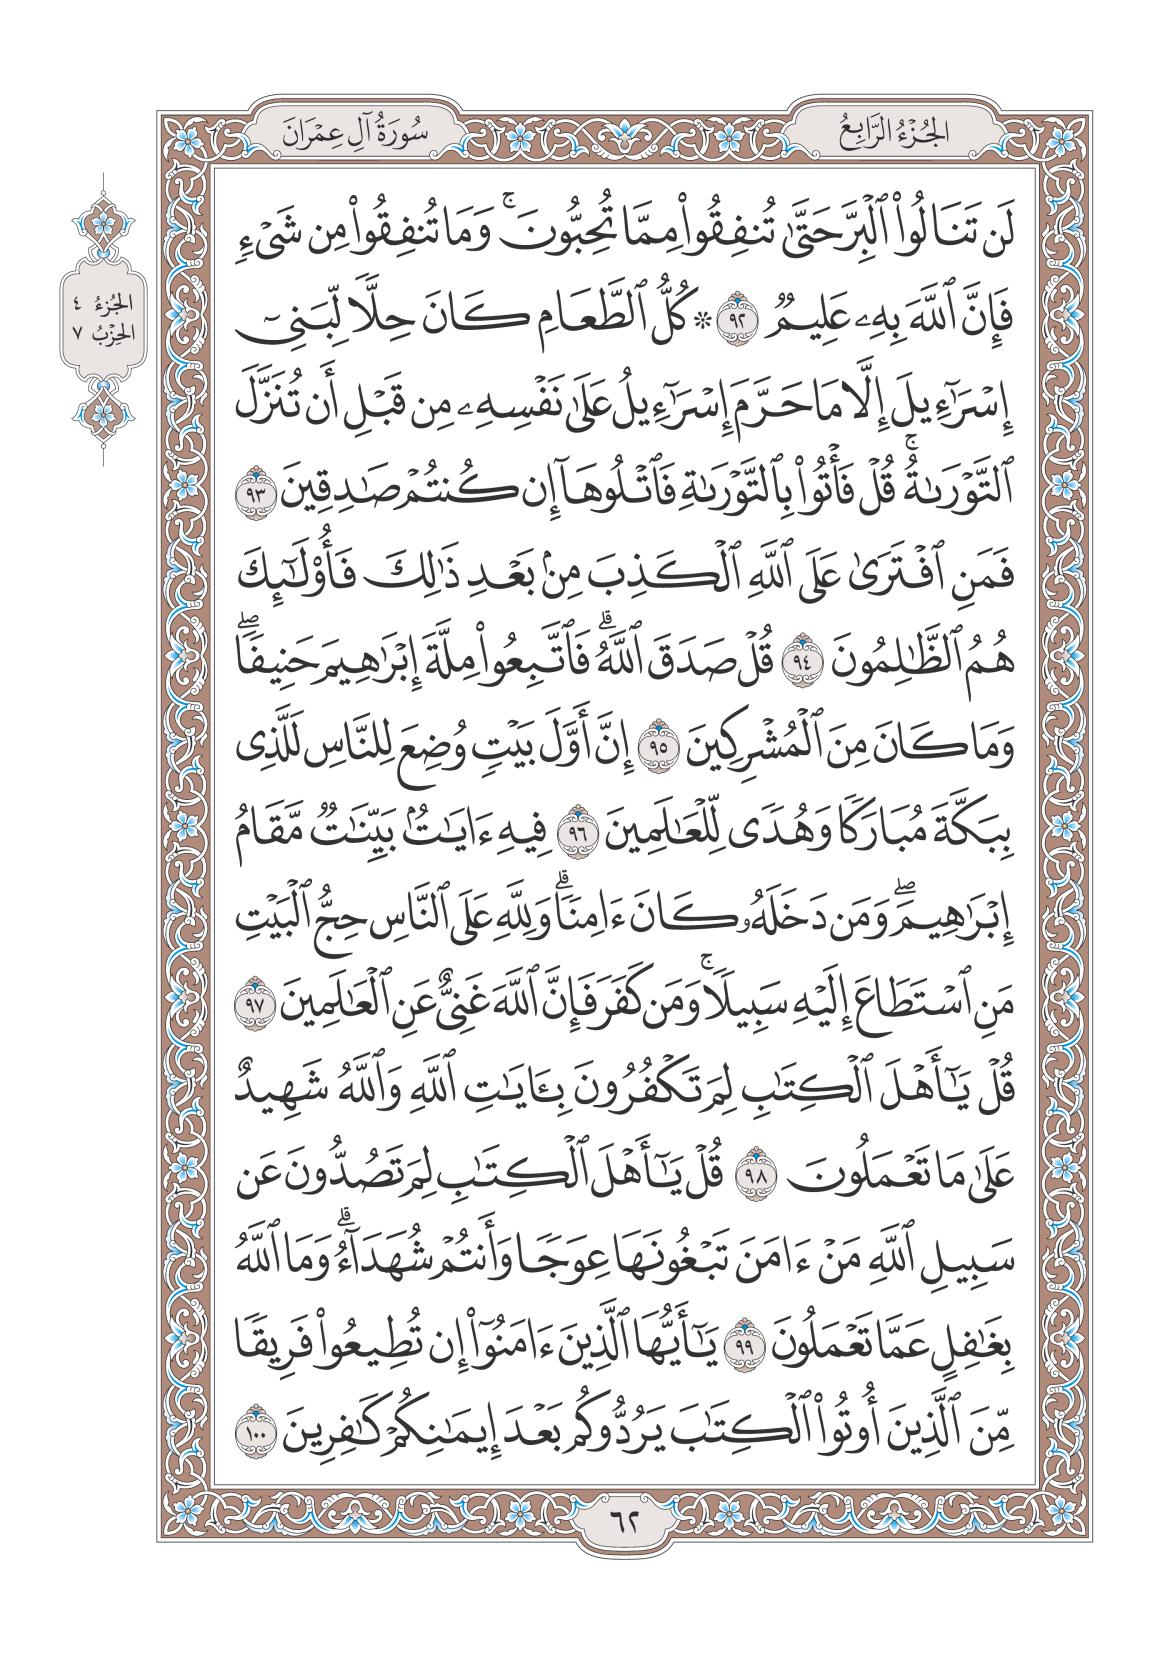 الجُزْءُ الرَّابِعُ
سُورَةُ آلِ عِمْرَانَ
الجُزءُ ٤
الحِزْبُ ٧
لَن تَنَالُوا۟ ٱلۡبِرَّ حَتَّىٰ تُنفِقُوا۟ مِمَّا تُحِبُّونَۚ وَمَا تُنفِقُوا۟ مِن شَيۡءٖ
فَإِنَّ ٱللَّهَ بِهِۦ عَلِيمٞ ٩٢ ۞ كُلُّ ٱلطَّعَامِ كَانَ حِلّٗا لِّبَنِيٓ
إِسۡرَٰٓءِيلَ إِلَّا مَا حَرَّمَ إِسۡرَٰٓءِيلُ عَلَىٰ نَفۡسِهِۦ مِن قَبۡلِ أَن تُنَزَّلَ
ٱلتَّوۡرَىٰةُۚ قُلۡ فَأۡتُوا۟ بِٱلتَّوۡرَىٰةِ فَٱتۡلُوهَآ إِن كُنتُمۡ صَٰدِقِينَ ٩٣
فَمَنِ ٱفۡتَرَىٰ عَلَى ٱللَّهِ ٱلۡكَذِبَ مِنۢ بَعۡدِ ذَٰلِكَ فَأُو۟لَٰٓئِكَ
هُمُ ٱلظَّٰلِمُونَ ٩٤ قُلۡ صَدَقَ ٱللَّهُۗ فَٱتَّبِعُوا۟ مِلَّةَ إِبۡرَٰهِيمَ حَنِيفٗاۖ
وَمَا كَانَ مِنَ ٱلۡمُشۡرِكِينَ ٩٥ إِنَّ أَوَّلَ بَيۡتٖ وُضِعَ لِلنَّاسِ لَلَّذِي
بِبَكَّةَ مُبَارَكٗا وَهُدٗى لِّلۡعَٰلَمِينَ ٩٦ فِيهِ ءَايَٰتُۢ بَيِّنَٰتٞ مَّقَامُ
إِبۡرَٰهِيمَۖ وَمَن دَخَلَهُۥ كَانَ ءَامِنٗاۗ وَلِلَّهِ عَلَى ٱلنَّاسِ حِجُّ ٱلۡبَيۡتِ
مَنِ ٱسۡتَطَاعَ إِلَيۡهِ سَبِيلٗاۚ وَمَن كَفَرَ فَإِنَّ ٱللَّهَ غَنِيٌّ عَنِ ٱلۡعَٰلَمِينَ ٩٧
قُلۡ يَٰٓأَهۡلَ ٱلۡكِتَٰبِ لِمَ تَكۡفُرُونَ بِـَٔايَٰتِ ٱللَّهِ وَٱللَّهُ شَهِيدٌ
عَلَىٰ مَا تَعۡمَلُونَ ٩٨ قُلۡ يَٰٓأَهۡلَ ٱلۡكِتَٰبِ لِمَ تَصُدُّونَ عَن
سَبِيلِ ٱللَّهِ مَنۡ ءَامَنَ تَبۡغُونَهَا عِوَجٗا وَأَنتُمۡ شُهَدَآءُۗ وَمَا ٱللَّهُ
بِغَٰفِلٍ عَمَّا تَعۡمَلُونَ ٩٩ يَٰٓأَيُّهَا ٱلَّذِينَ ءَامَنُوٓا۟ إِن تُطِيعُوا۟ فَرِيقٗا
مِّنَ ٱلَّذِينَ أُوتُوا۟ ٱلۡكِتَٰبَ يَرُدُّوكُم بَعۡدَ إِيمَٰنِكُمۡ كَٰفِرِينَ ١٠٠
٦٢